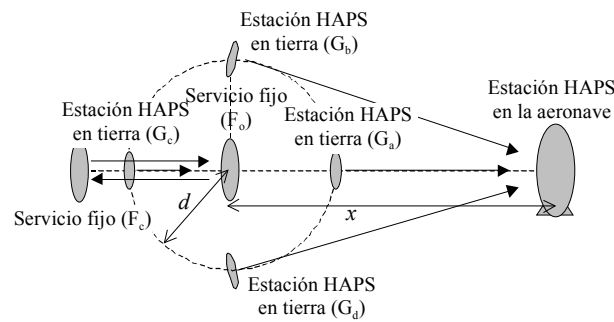 Estación HAPS
en tierra (G_b)
Estación HAPS
en la aeronave
Estación HAPS
en tierra (G_c)
Servicio fijo
(F_o)
Estación HAPS
en tierra (G_a)
Servicio fijo (F_c)
d
x
Estación HAPS
en tierra (G_d)